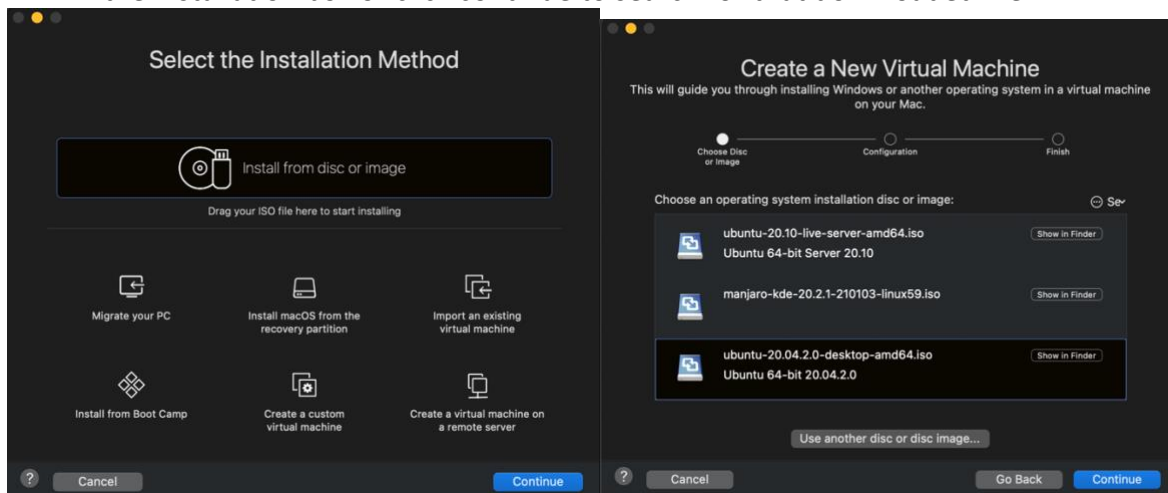 Select the Installation Method
Install from disc or image
Drag your ISO file here to start installing
Migrate your PC
Install macOS from the
recovery partition
Import an existing
virtual machine
Install from Boot Camp
Create a custom
virtual machine
Create a virtual machine on
a remote server
?
Cancel
Continue
Create a New Virtual Machine
This will guide you through installing Windows or another operating system in a virtual machine
on your Mac.
Choose Disc
or Image
Configuration
Finish
Choose an operating system installation disc or image:
Se
ubuntu-20.10-live-server-amd64.iso
Show in Finder
Ubuntu 64-bit Server 20.10
manjaro-kde-20.2.1-210103-linux59.iso
Show in Finder
ubuntu-20.04.2.0-desktop-amd64.iso
Show in Finder
Ubuntu 64-bit 20.04.2.0
Use another disc or disc image...
?
Cancel
Go Back
Continue